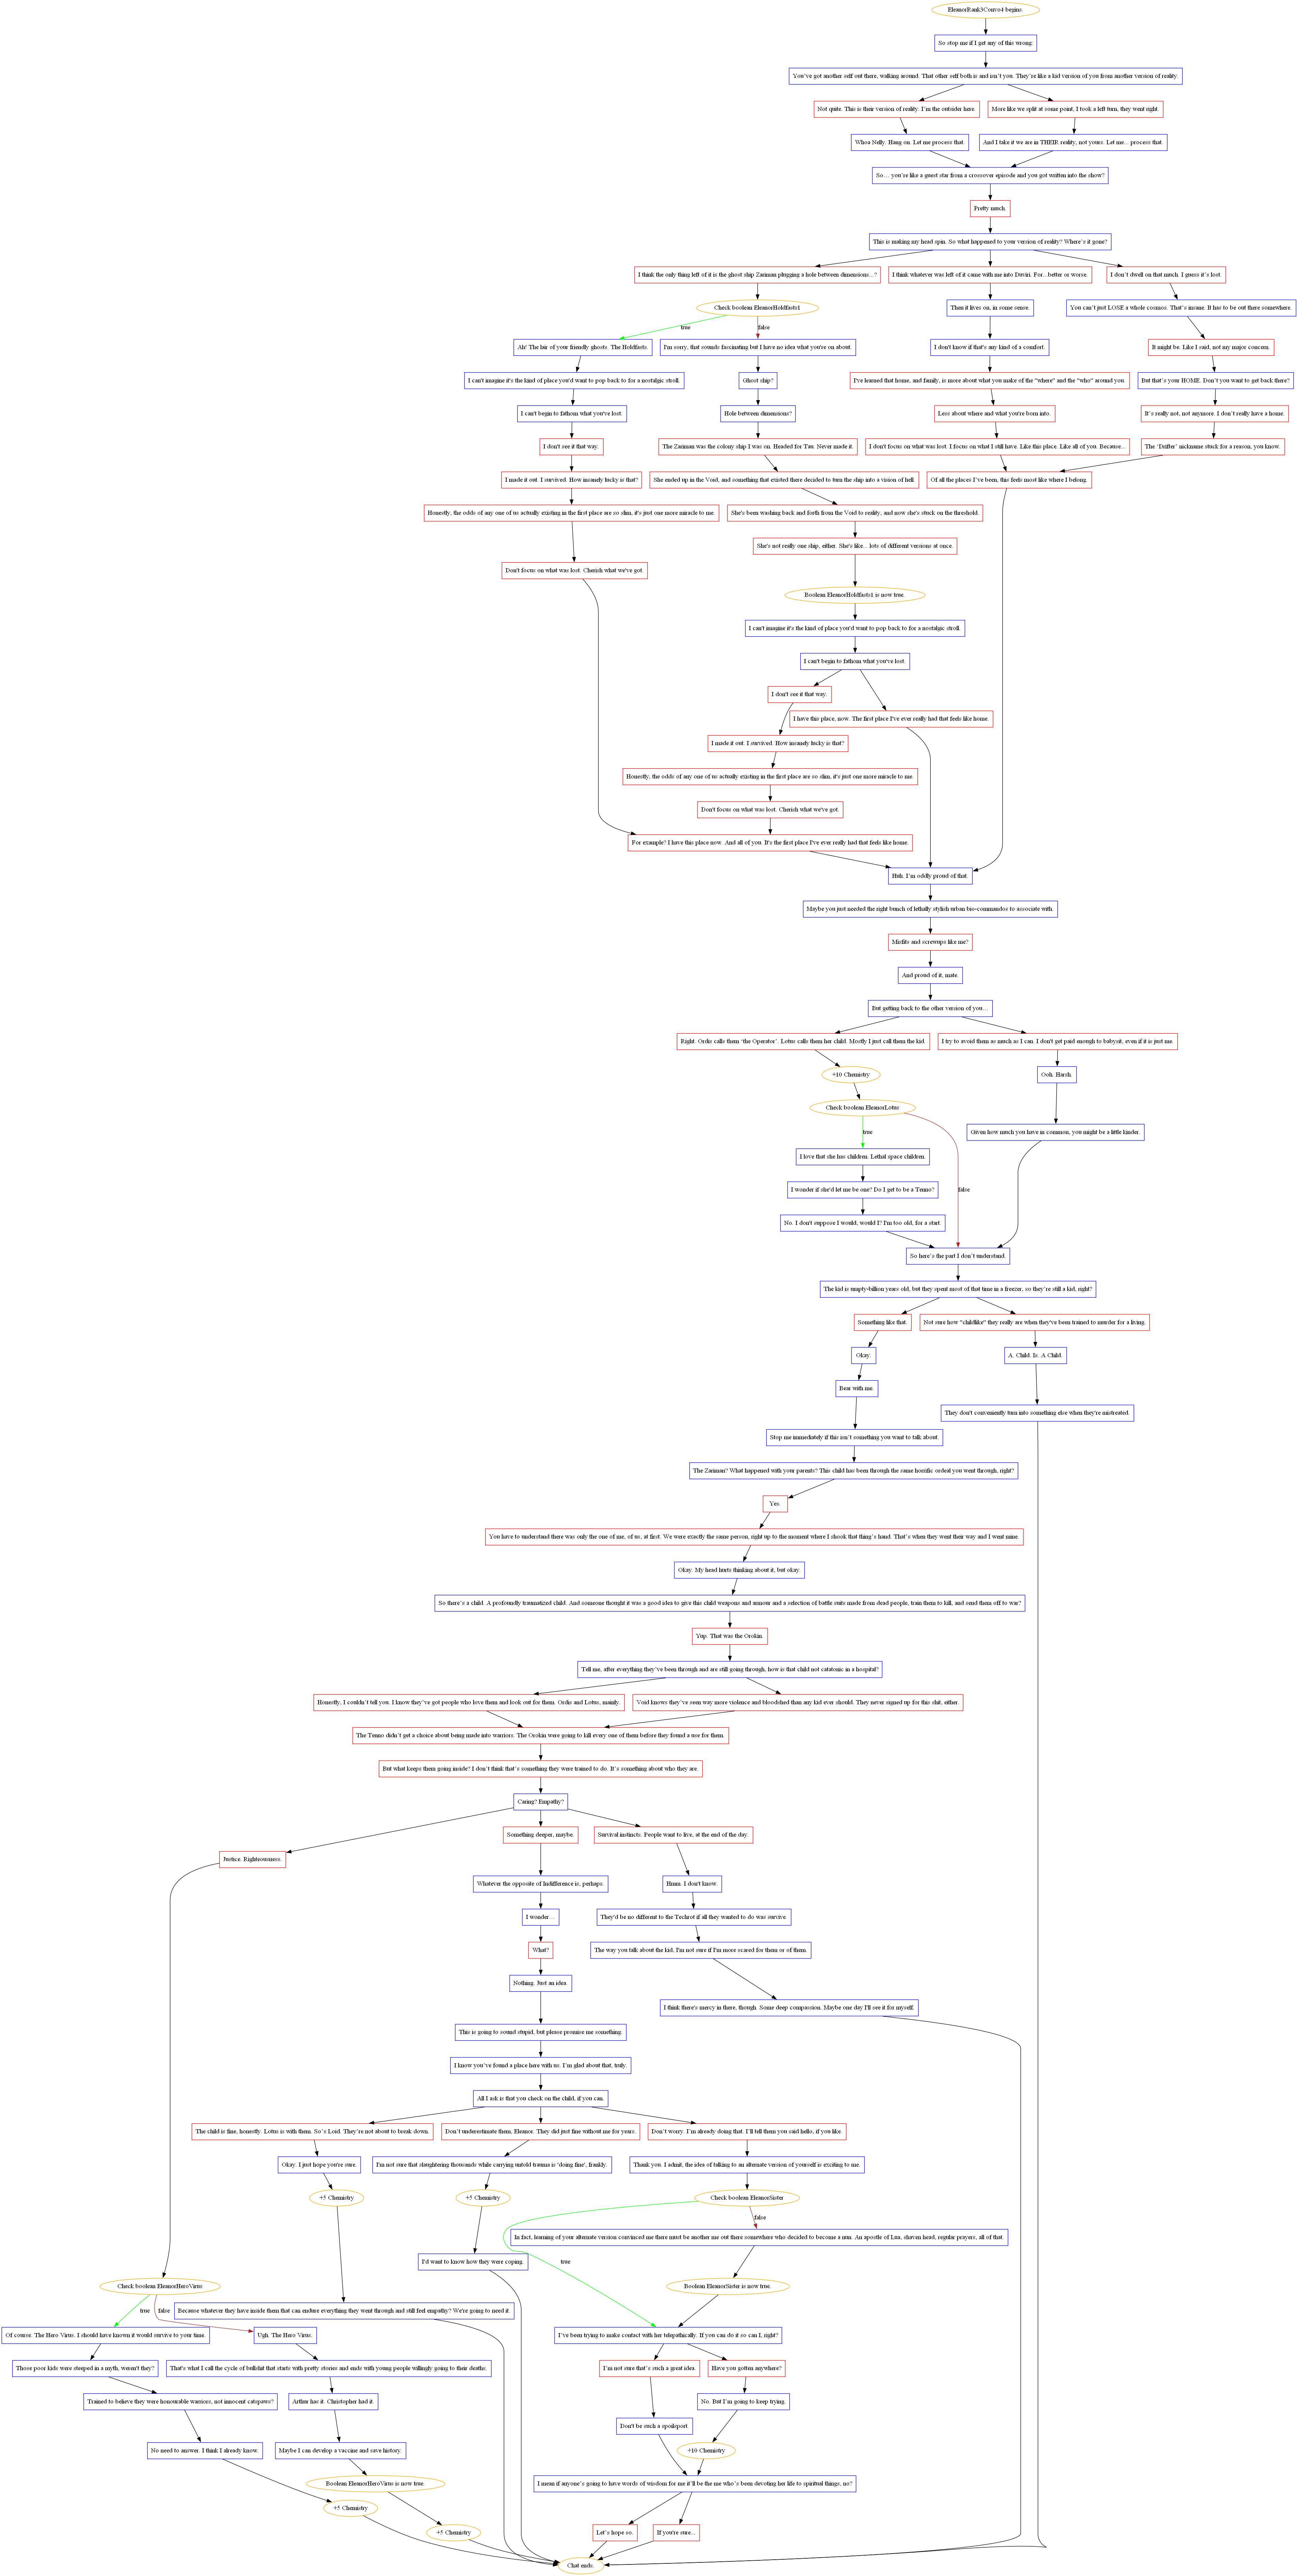 EleanorRank3Convo4 begins.
So stop me if I get any of this wrong:
You've got another self out there, walking around. That other self both is and isn't you. They're like a kid version of you from another version of reality.
Not quite. This is their version of reality. I'm the outsider here.
More like we split at some point, I took a left turn, they went right.
Whoa Nelly. Hang on. Let me process that.
And I take it we are in THEIR reality, not yours. Let me... process that.
So… you're like a guest star from a crossover episode and you got written into the show?
Pretty much.
This is making my head spin. So what happened to your version of reality? Where's it gone?
I think the only thing left of it is the ghost ship Zariman plugging a hole between dimensions...?
I think whatever was left of it came with me into Duviri. For...better or worse.
I don't dwell on that much. I guess it's lost.
Check boolean EleanorHoldfasts1
Then it lives on, in some sense.
You can't just LOSE a whole cosmos. That's insane. It has to be out there somewhere.
true
false
Ah! The lair of your friendly ghosts. The Holdfasts.
I'm sorry, that sounds fascinating but I have no idea what you're on about.
I don't know if that's any kind of a comfort.
It might be. Like I said, not my major concern.
I can't imagine it's the kind of place you'd want to pop back to for a nostalgic stroll.
Ghost ship?
I've learned that home, and family, is more about what you make of the "where" and the "who" around you.
But that's your HOME. Don't you want to get back there?
I can't begin to fathom what you've lost.
Hole between dimensions?
Less about where and what you're born into.
It's really not, not anymore. I don't really have a home.
I don't see it that way.
The Zariman was the colony ship I was on. Headed for Tau. Never made it.
I don't focus on what was lost. I focus on what I still have. Like this place. Like all of you. Because...
The 'Drifter' nickname stuck for a reason, you know.
I made it out. I survived. How insanely lucky is that?
She ended up in the Void, and something that existed there decided to turn the ship into a vision of hell.
Of all the places I've been, this feels most like where I belong.
Honestly, the odds of any one of us actually existing in the first place are so slim, it's just one more miracle to me.
She's been washing back and forth from the Void to reality, and now she's stuck on the threshold.
She's not really one ship, either. She's like... lots of different versions at once.
Don't focus on what was lost. Cherish what we've got.
Boolean EleanorHoldfasts1 is now true.
I can't imagine it's the kind of place you'd want to pop back to for a nostalgic stroll.
I can't begin to fathom what you've lost.
I don't see it that way.
I have this place, now. The first place I've ever really had that feels like home.
I made it out. I survived. How insanely lucky is that?
Honestly, the odds of any one of us actually existing in the first place are so slim, it's just one more miracle to me.
Don't focus on what was lost. Cherish what we've got.
For example? I have this place now. And all of you. It's the first place I've ever really had that feels like home.
Huh. I'm oddly proud of that.
Maybe you just needed the right bunch of lethally stylish urban bio-commandos to associate with.
Misfits and screwups like me?
And proud of it, mate.
But getting back to the other version of you…
Right. Ordis calls them 'the Operator'. Lotus calls them her child. Mostly I just call them the kid.
I try to avoid them as much as I can. I don't get paid enough to babysit, even if it is just me.
+10 Chemistry
Ooh. Harsh.
Check boolean EleanorLotus
true
Given how much you have in common, you might be a little kinder.
I love that she has children. Lethal space children.
I wonder if she'd let me be one? Do I get to be a Tenno?
false
No. I don't suppose I would, would I? I'm too old, for a start.
So here's the part I don't understand.
The kid is umpty-billion years old, but they spent most of that time in a freezer, so they're still a kid, right?
Something like that.
Not sure how "childlike" they really are when they've been trained to murder for a living.
Okay.
A. Child. Is. A Child.
Bear with me.
They don't conveniently turn into something else when they're mistreated.
Stop me immediately if this isn't something you want to talk about.
The Zariman? What happened with your parents? This child has been through the same horrific ordeal you went through, right?
Yes.
You have to understand there was only the one of me, of us, at first. We were exactly the same person, right up to the moment where I shook that thing's hand. That's when they went their way and I went mine.
Okay. My head hurts thinking about it, but okay.
So there's a child. A profoundly traumatized child. And someone thought it was a good idea to give this child weapons and armour and a selection of battle suits made from dead people, train them to kill, and send them off to war?
Yup. That was the Orokin.
Tell me, after everything they've been through and are still going through, how is that child not catatonic in a hospital?
Honestly, I couldn't tell you. I know they've got people who love them and look out for them. Ordis and Lotus, mainly.
Void knows they've seen way more violence and bloodshed than any kid ever should. They never signed up for this shit, either.
The Tenno didn't get a choice about being made into warriors. The Orokin were going to kill every one of them before they found a use for them.
But what keeps them going inside? I don't think that's something they were trained to do. It's something about who they are.
Caring? Empathy?
Justice. Righteousness.
Something deeper, maybe.
Survival instincts. People want to live, at the end of the day.
Whatever the opposite of Indifference is, perhaps.
Hmm. I don't know.
I wonder…
They'd be no different to the Techrot if all they wanted to do was survive.
What?
The way you talk about the kid, I'm not sure if I'm more scared for them or of them.
Nothing. Just an idea.
I think there's mercy in there, though. Some deep compassion. Maybe one day I'll see it for myself.
This is going to sound stupid, but please promise me something.
I know you've found a place here with us. I'm glad about that, truly.
All I ask is that you check on the child, if you can.
The child is fine, honestly. Lotus is with them. So's Loid. They're not about to break down.
Don't underestimate them, Eleanor. They did just fine without me for years.
Don't worry. I'm already doing that. I'll tell them you said hello, if you like.
Okay. I just hope you're sure.
I'm not sure that slaughtering thousands while carrying untold trauma is 'doing fine', frankly.
Thank you. I admit, the idea of talking to an alternate version of yourself is exciting to me.
+5 Chemistry
+5 Chemistry
Check boolean EleanorSister
false
In fact, learning of your alternate version convinced me there must be another me out there somewhere who decided to become a nun. An apostle of Lua, shaven head, regular prayers, all of that.
I'd want to know how they were coping.
true
Check boolean EleanorHeroVirus
Boolean EleanorSister is now true.
true
false
Because whatever they have inside them that can endure everything they went through and still feel empathy? We're going to need it.
Of course. The Hero Virus. I should have known it would survive to your time.
Ugh. The Hero Virus.
I've been trying to make contact with her telepathically. If you can do it so can I, right?
Those poor kids were steeped in a myth, weren't they?
That's what I call the cycle of bullshit that starts with pretty stories and ends with young people willingly going to their deaths.
I'm not sure that's such a great idea.
Have you gotten anywhere?
Trained to believe they were honourable warriors, not innocent catspaws?
Arthur has it. Christopher had it.
No. But I'm going to keep trying.
Don't be such a spoilsport.
No need to answer. I think I already know.
Maybe I can develop a vaccine and save history.
+10 Chemistry
Boolean EleanorHeroVirus is now true.
I mean if anyone's going to have words of wisdom for me it'll be the me who's been devoting her life to spiritual things, no?
+5 Chemistry
+5 Chemistry
Let's hope so.
If you're sure...
Chat ends.